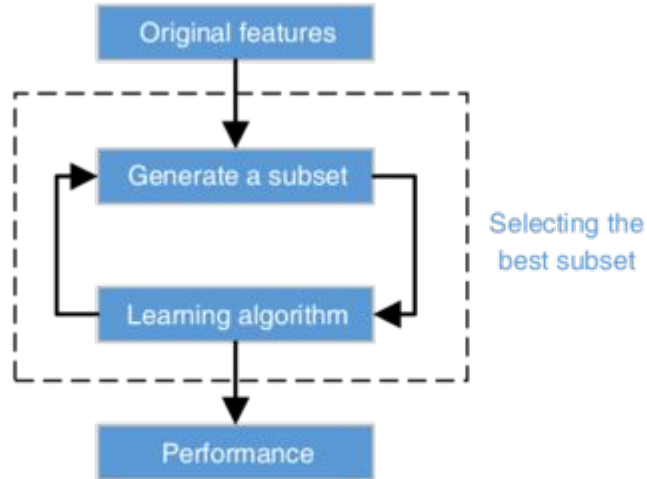 Original features
Generate a subset
Selecting the
best subset
Learning algorithm
Performance